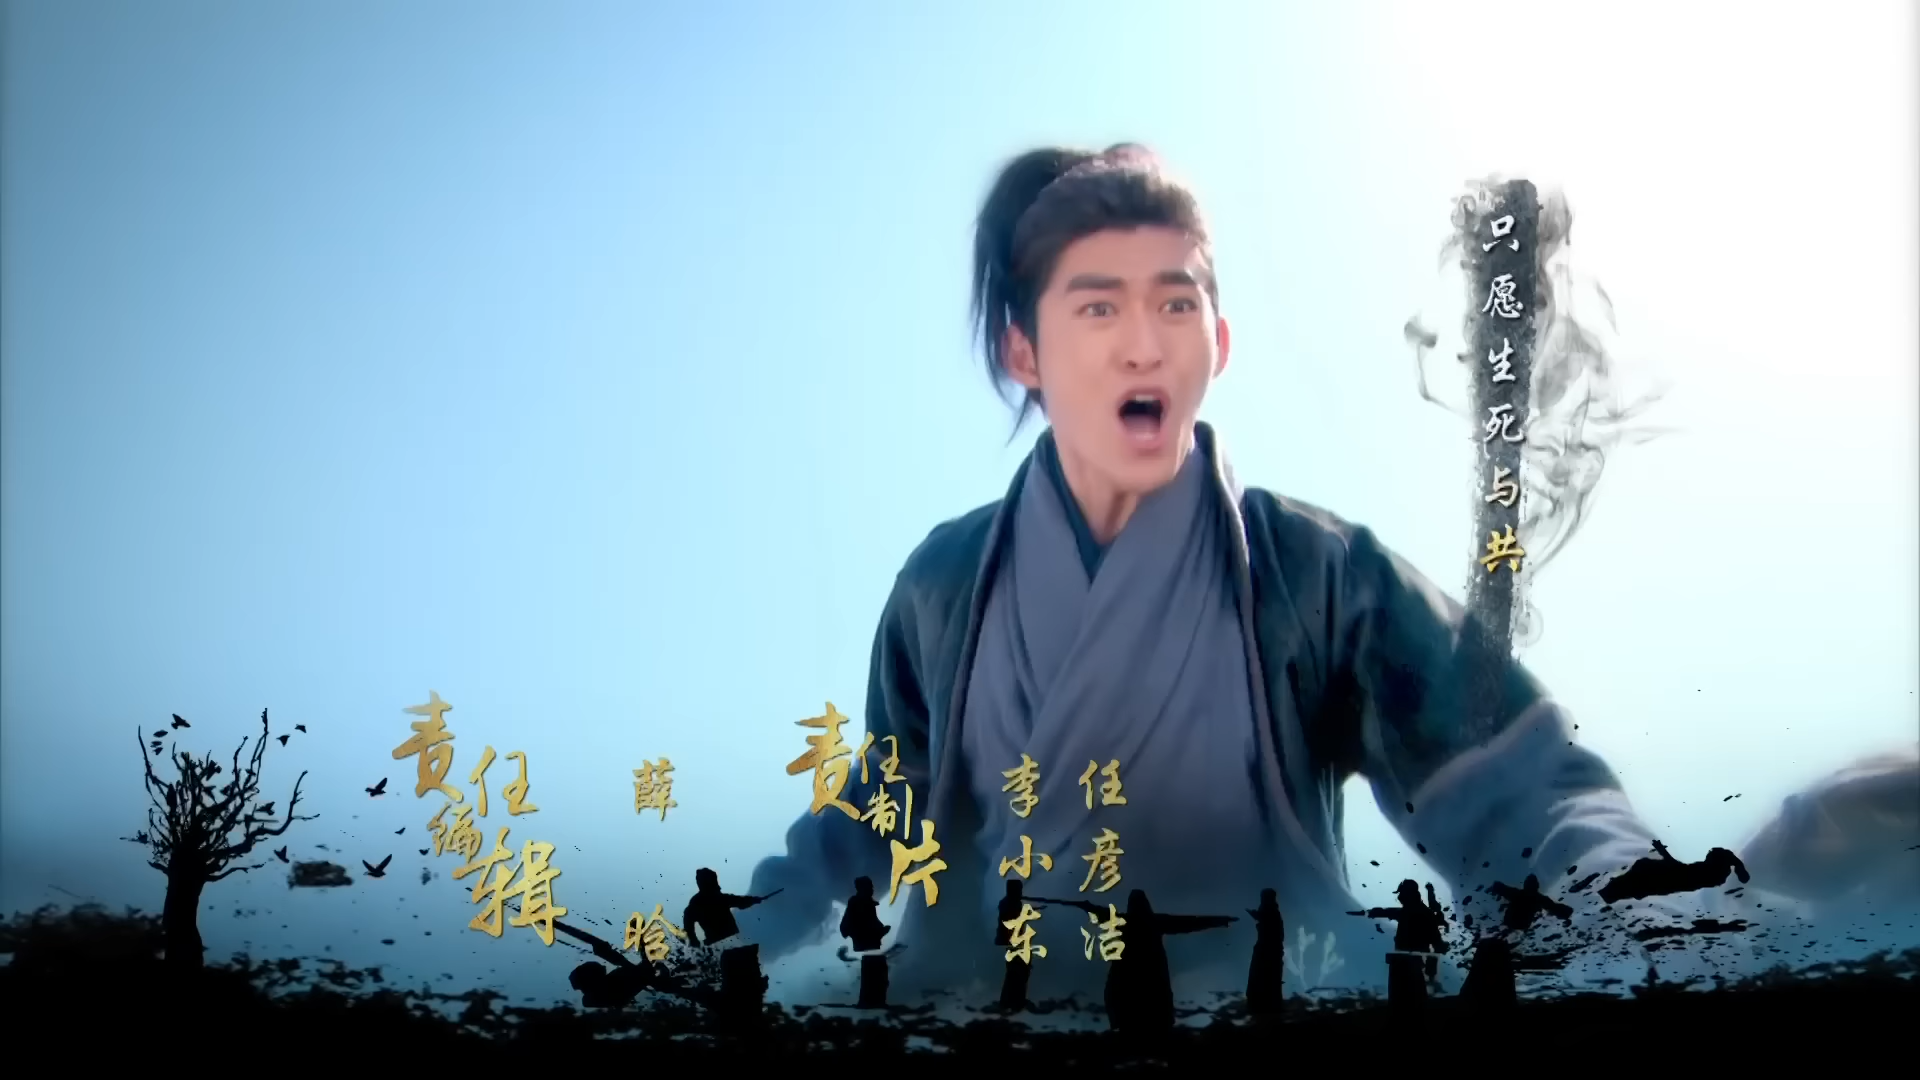 责任编辑
薛晗
责任制片
李小东
任彦洁
只愿生死与共